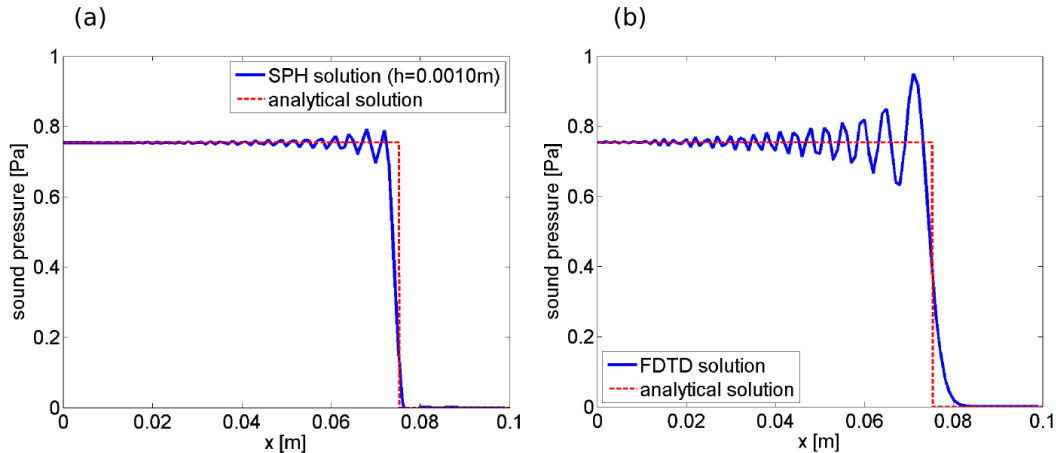 (a)
1
0.8
0.6
0.4
0.2
0
sound pressure [Pa]
SPH solution (h=0.0010m)
analytical solution
0 0.02 0.04 0.06 0.08 0.1
x [m]
(b)
1
0.8
0.6
0.4
0.2
0
sound pressure [Pa]
FDTD solution
analytical solution
0 0.02 0.04 0.06 0.08 0.1
x [m]